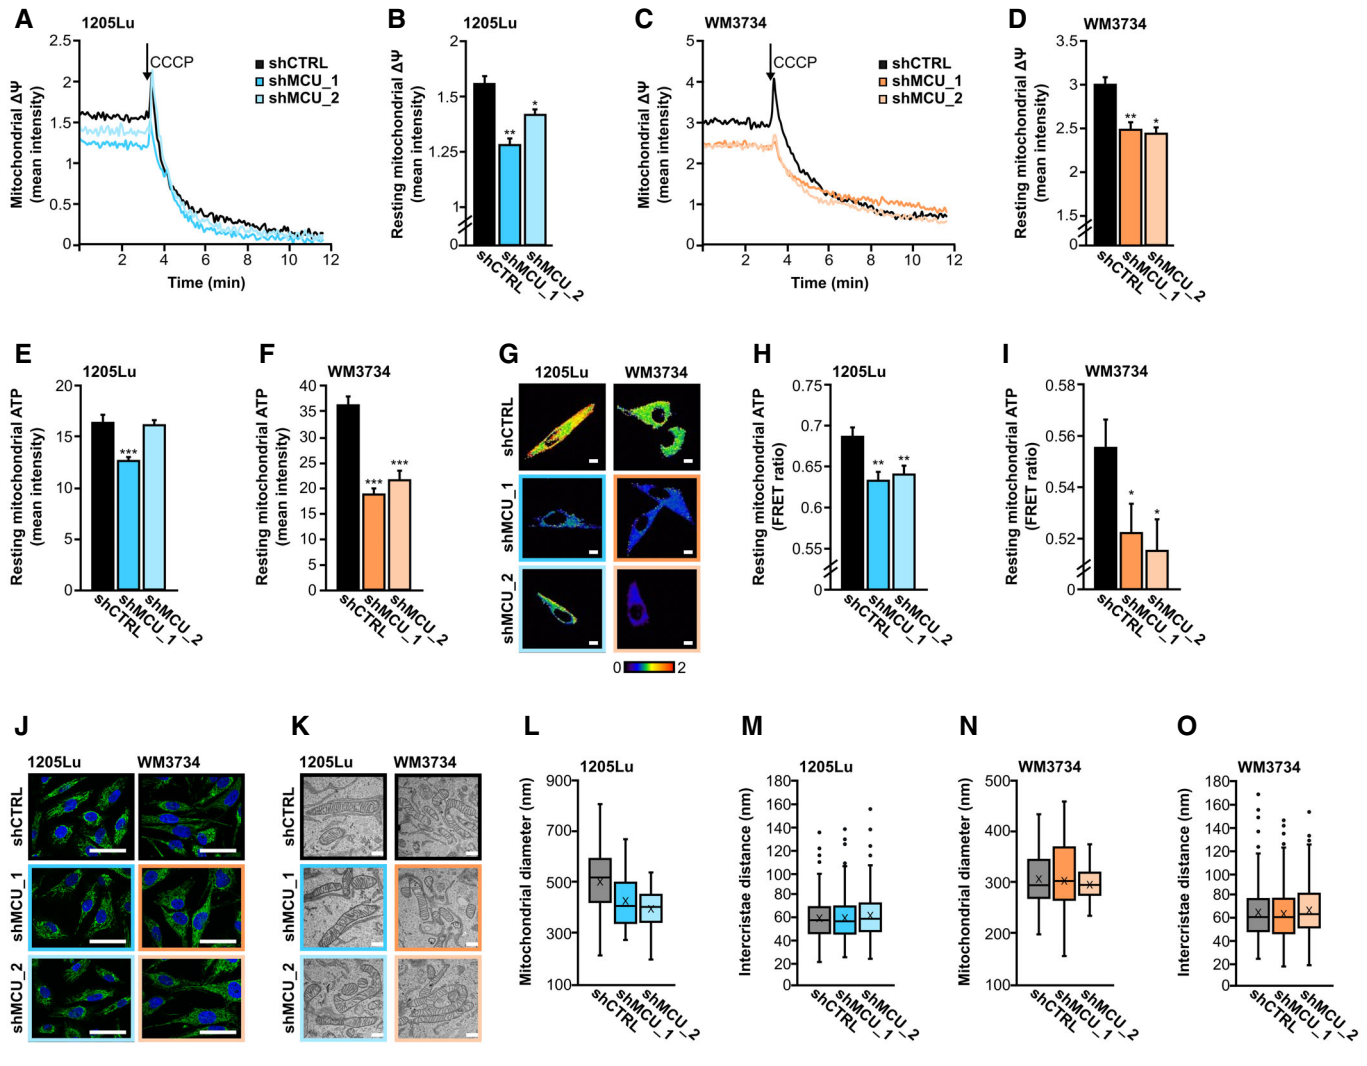 A
1205Lu
Mitochondrial ΔΨ
(mean intensity)
2.5
2
1.5
1
0.5
0
CCCP
shCTRL
shMCU_1
shMCU_2
2 4 6 8 10 12
Time (min)
B
1205Lu
Resting mitochondrial ΔΨ
(mean intensity)
2
1.5
1.25
1
0
**
*
shCTRL
shMCU_1
shMCU_2
C
WM3734
Mitochondrial ΔΨ
(mean intensity)
5
4
3
2
1
0
CCCP
shCTRL
shMCU_1
shMCU_2
2 4 6 8 10 12
Time (min)
D
WM3734
Resting mitochondrial ΔΨ
(mean intensity)
3.5
3
2.5
2
1.5
0
**
*
shCTRL
shMCU_1
shMCU_2
E
1205Lu
Resting mitochondrial ATP
(mean intensity)
20
15
10
5
0
***
shCTRL
shMCU_1
shMCU_2
F
WM3734
Resting mitochondrial ATP
(mean intensity)
40
35
30
25
20
15
10
5
0
***
***
shCTRL
shMCU_1
shMCU_2
G
1205Lu WM3734
shCTRL
shMCU_1
shMCU_2
0 2
H
1205Lu
Resting mitochondrial ATP
(FRET ratio)
0.75
0.7
0.65
0.6
0.55
0
**
**
shCTRL
shMCU_1
shMCU_2
I
WM3734
Resting mitochondrial ATP
(FRET ratio)
0.58
0.56
0.54
0.52
0
*
*
shCTRL
shMCU_1
shMCU_2
J
1205Lu WM3734
shCTRL
shMCU_1
shMCU_2
K
1205Lu WM3734
shCTRL
shMCU_1
shMCU_2
L
1205Lu
Mitochondrial diameter (nm)
900
700
500
300
100
shCTRL
shMCU_1
shMCU_2
M
1205Lu
Intercristae distance (nm)
180
160
140
120
100
80
60
40
20
0
shCTRL
shMCU_1
shMCU_2
N
WM3734
Mitochondrial diameter (nm)
500
400
300
200
100
shCTRL
shMCU_1
shMCU_2
O
WM3734
Intercristae distance (nm)
180
160
140
120
100
80
60
40
20
0
shCTRL
shMCU_1
shMCU_2